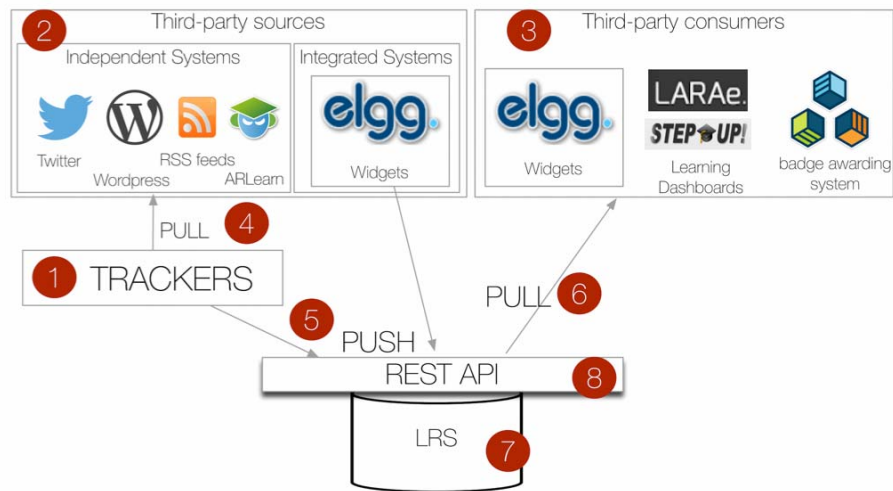 2
Third-party sources
Independent Systems
Twitter
Wordpress
RSS feeds
ARLearn
Integrated Systems
elgg.
Widgets
3
Third-party consumers
elgg.
Widgets
LARAe.
STEP UP!
Learning
Dashboards
badge awarding
system
PULL
4
1
TRACKERS
5
PUSH
PULL
6
REST API
8
LRS
7